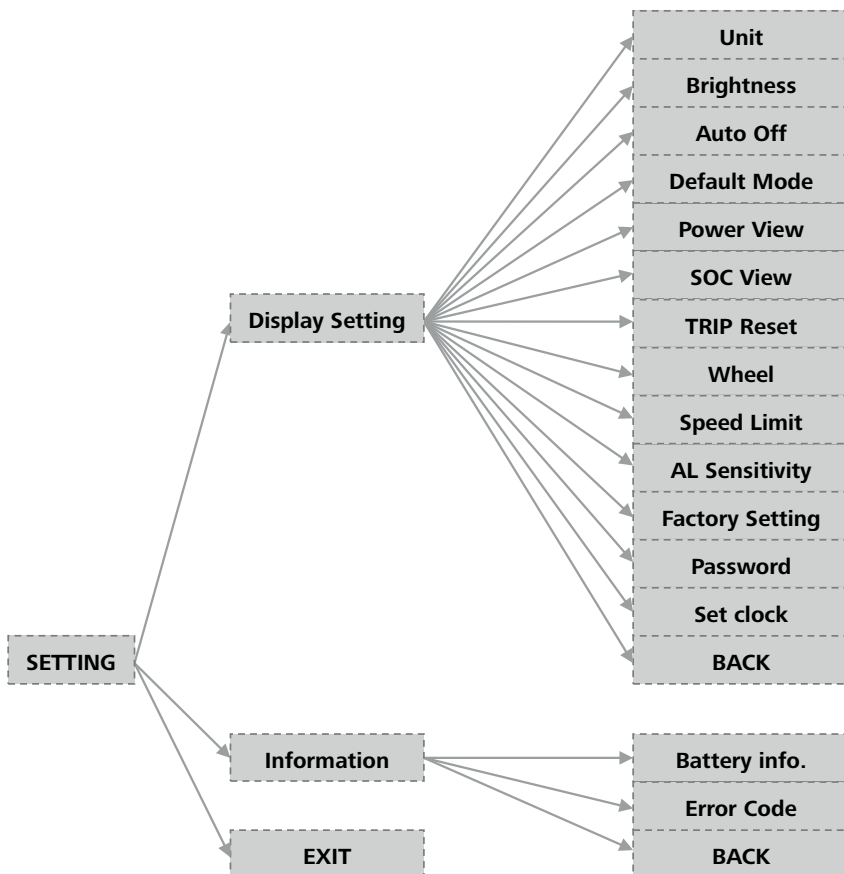 Unit
Brightness
Auto Off
Default Mode
Power View
SOC View
Display Setting
TRIP Reset
Wheel
Speed Limit
AL Sensitivity
Factory Setting
Password
Set clock
SETTING
BACK
Information
Battery info.
Error Code
EXIT
BACK